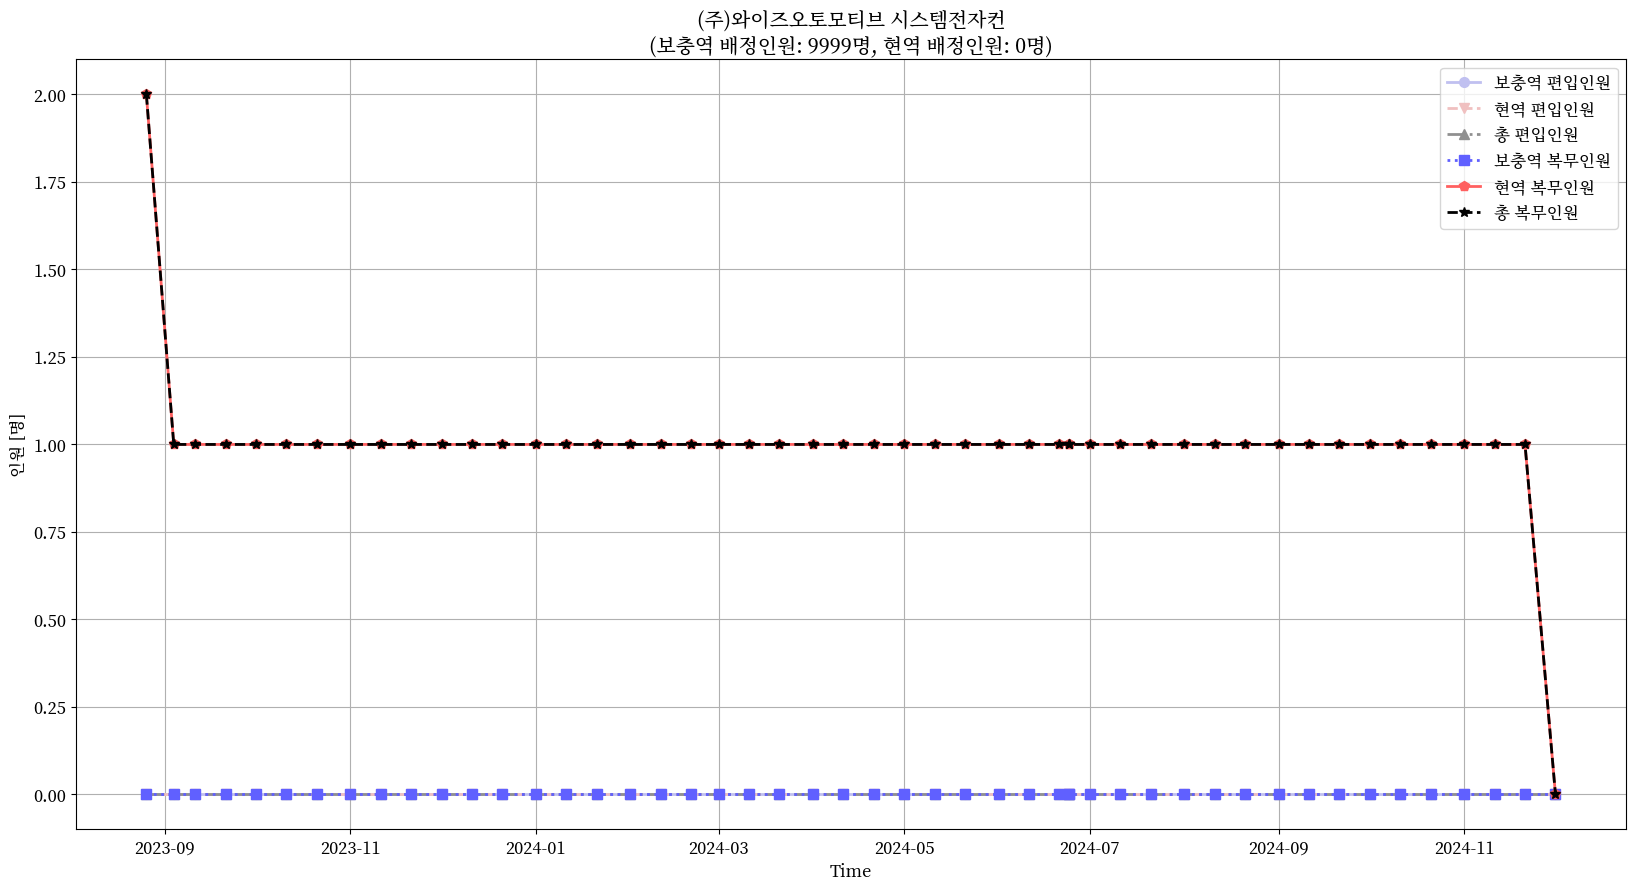 (주)와이즈오토모티브 시스템전자컨
(보충역 배정인원: 9999명, 현역 배정인원: 0명)
보충역 편입인원
현역 편입인원
총 편입인원
보충역 복무인원
현역 복무인원
총 복무인원
인원 [명]
2.00
1.75
1.50
1.25
1.00
0.75
0.50
0.25
0.00
2023-09
2023-11
2024-01
2024-03
2024-05
2024-07
2024-09
2024-11
Time